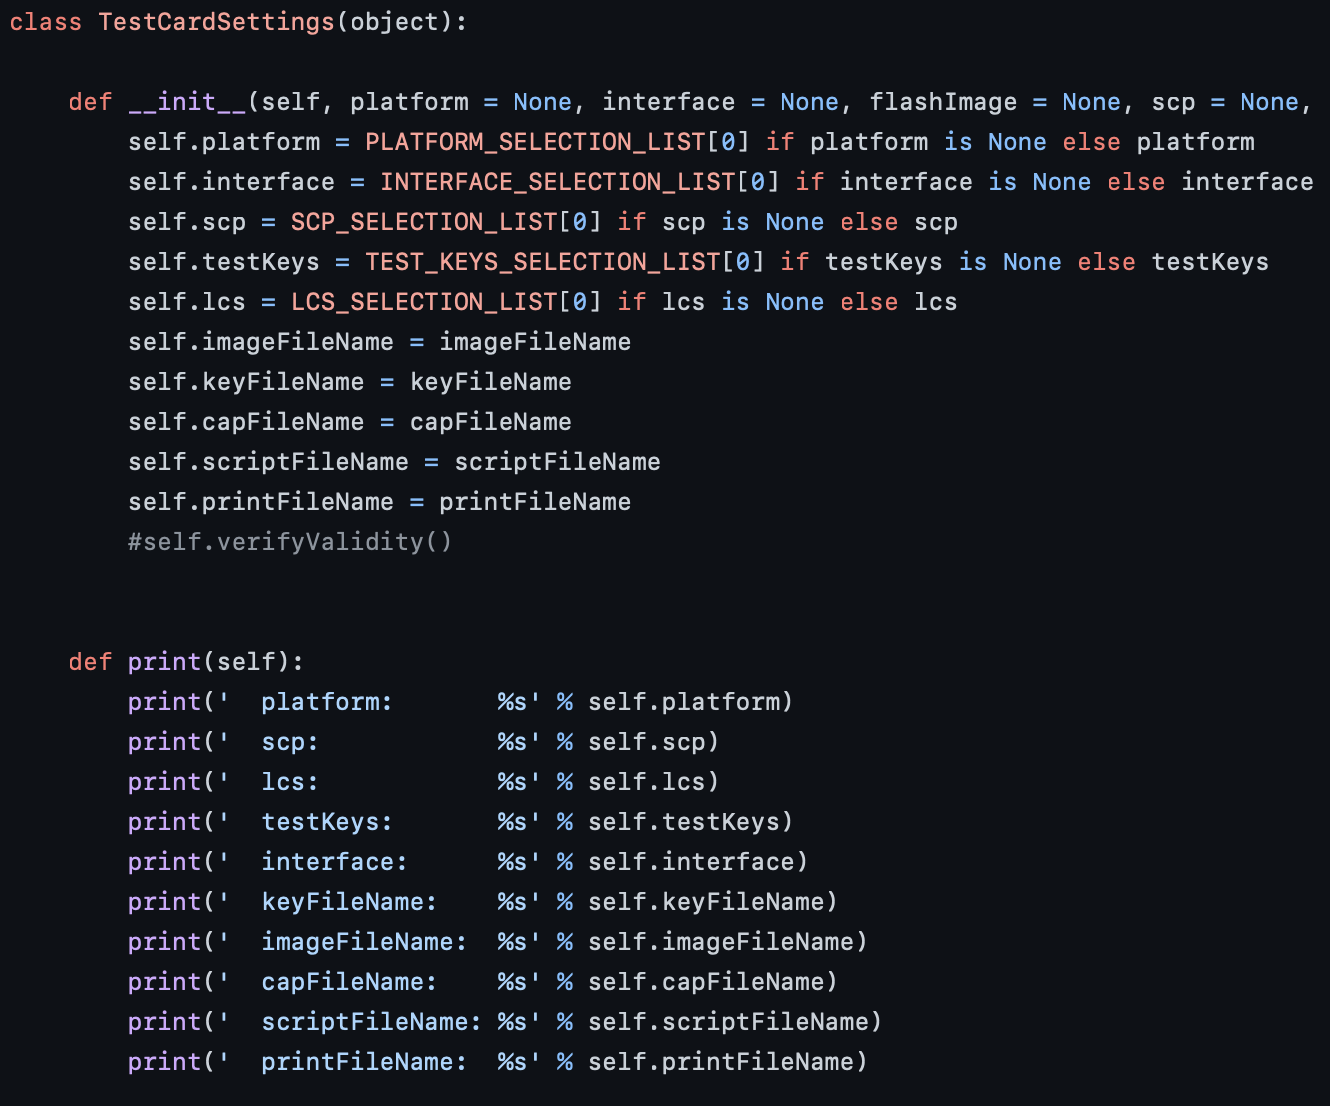 class TestCardSettings(object):
    def __init__(self, platform = None, interface = None, flashImage = None, scp = None,
        self.platform = PLATFORM_SELECTION_LIST[0] if platform is None else platform
        self.interface = INTERFACE_SELECTION_LIST[0] if interface is None else interface
        self.scp = SCP_SELECTION_LIST[0] if scp is None else scp
        self.testKeys = TEST_KEYS_SELECTION_LIST[0] if testKeys is None else testKeys
        self.lcs = LCS_SELECTION_LIST[0] if lcs is None else lcs
        self.imageFileName = imageFileName
        self.keyFileName = keyFileName
        self.capFileName = capFileName
        self.scriptFileName = scriptFileName
        self.printFileName = printFileName
        #self.verifyValidity()
    def print(self):
        print('  platform:       %s' % self.platform)
        print('  scp:            %s' % self.scp)
        print('  lcs:            %s' % self.lcs)
        print('  testKeys:       %s' % self.testKeys)
        print('  interface:      %s' % self.interface)
        print('  keyFileName:    %s' % self.keyFileName)
        print('  imageFileName:  %s' % self.imageFileName)
        print('  capFileName:    %s' % self.capFileName)
        print('  scriptFileName: %s' % self.scriptFileName)
        print('  printFileName:  %s' % self.printFileName)